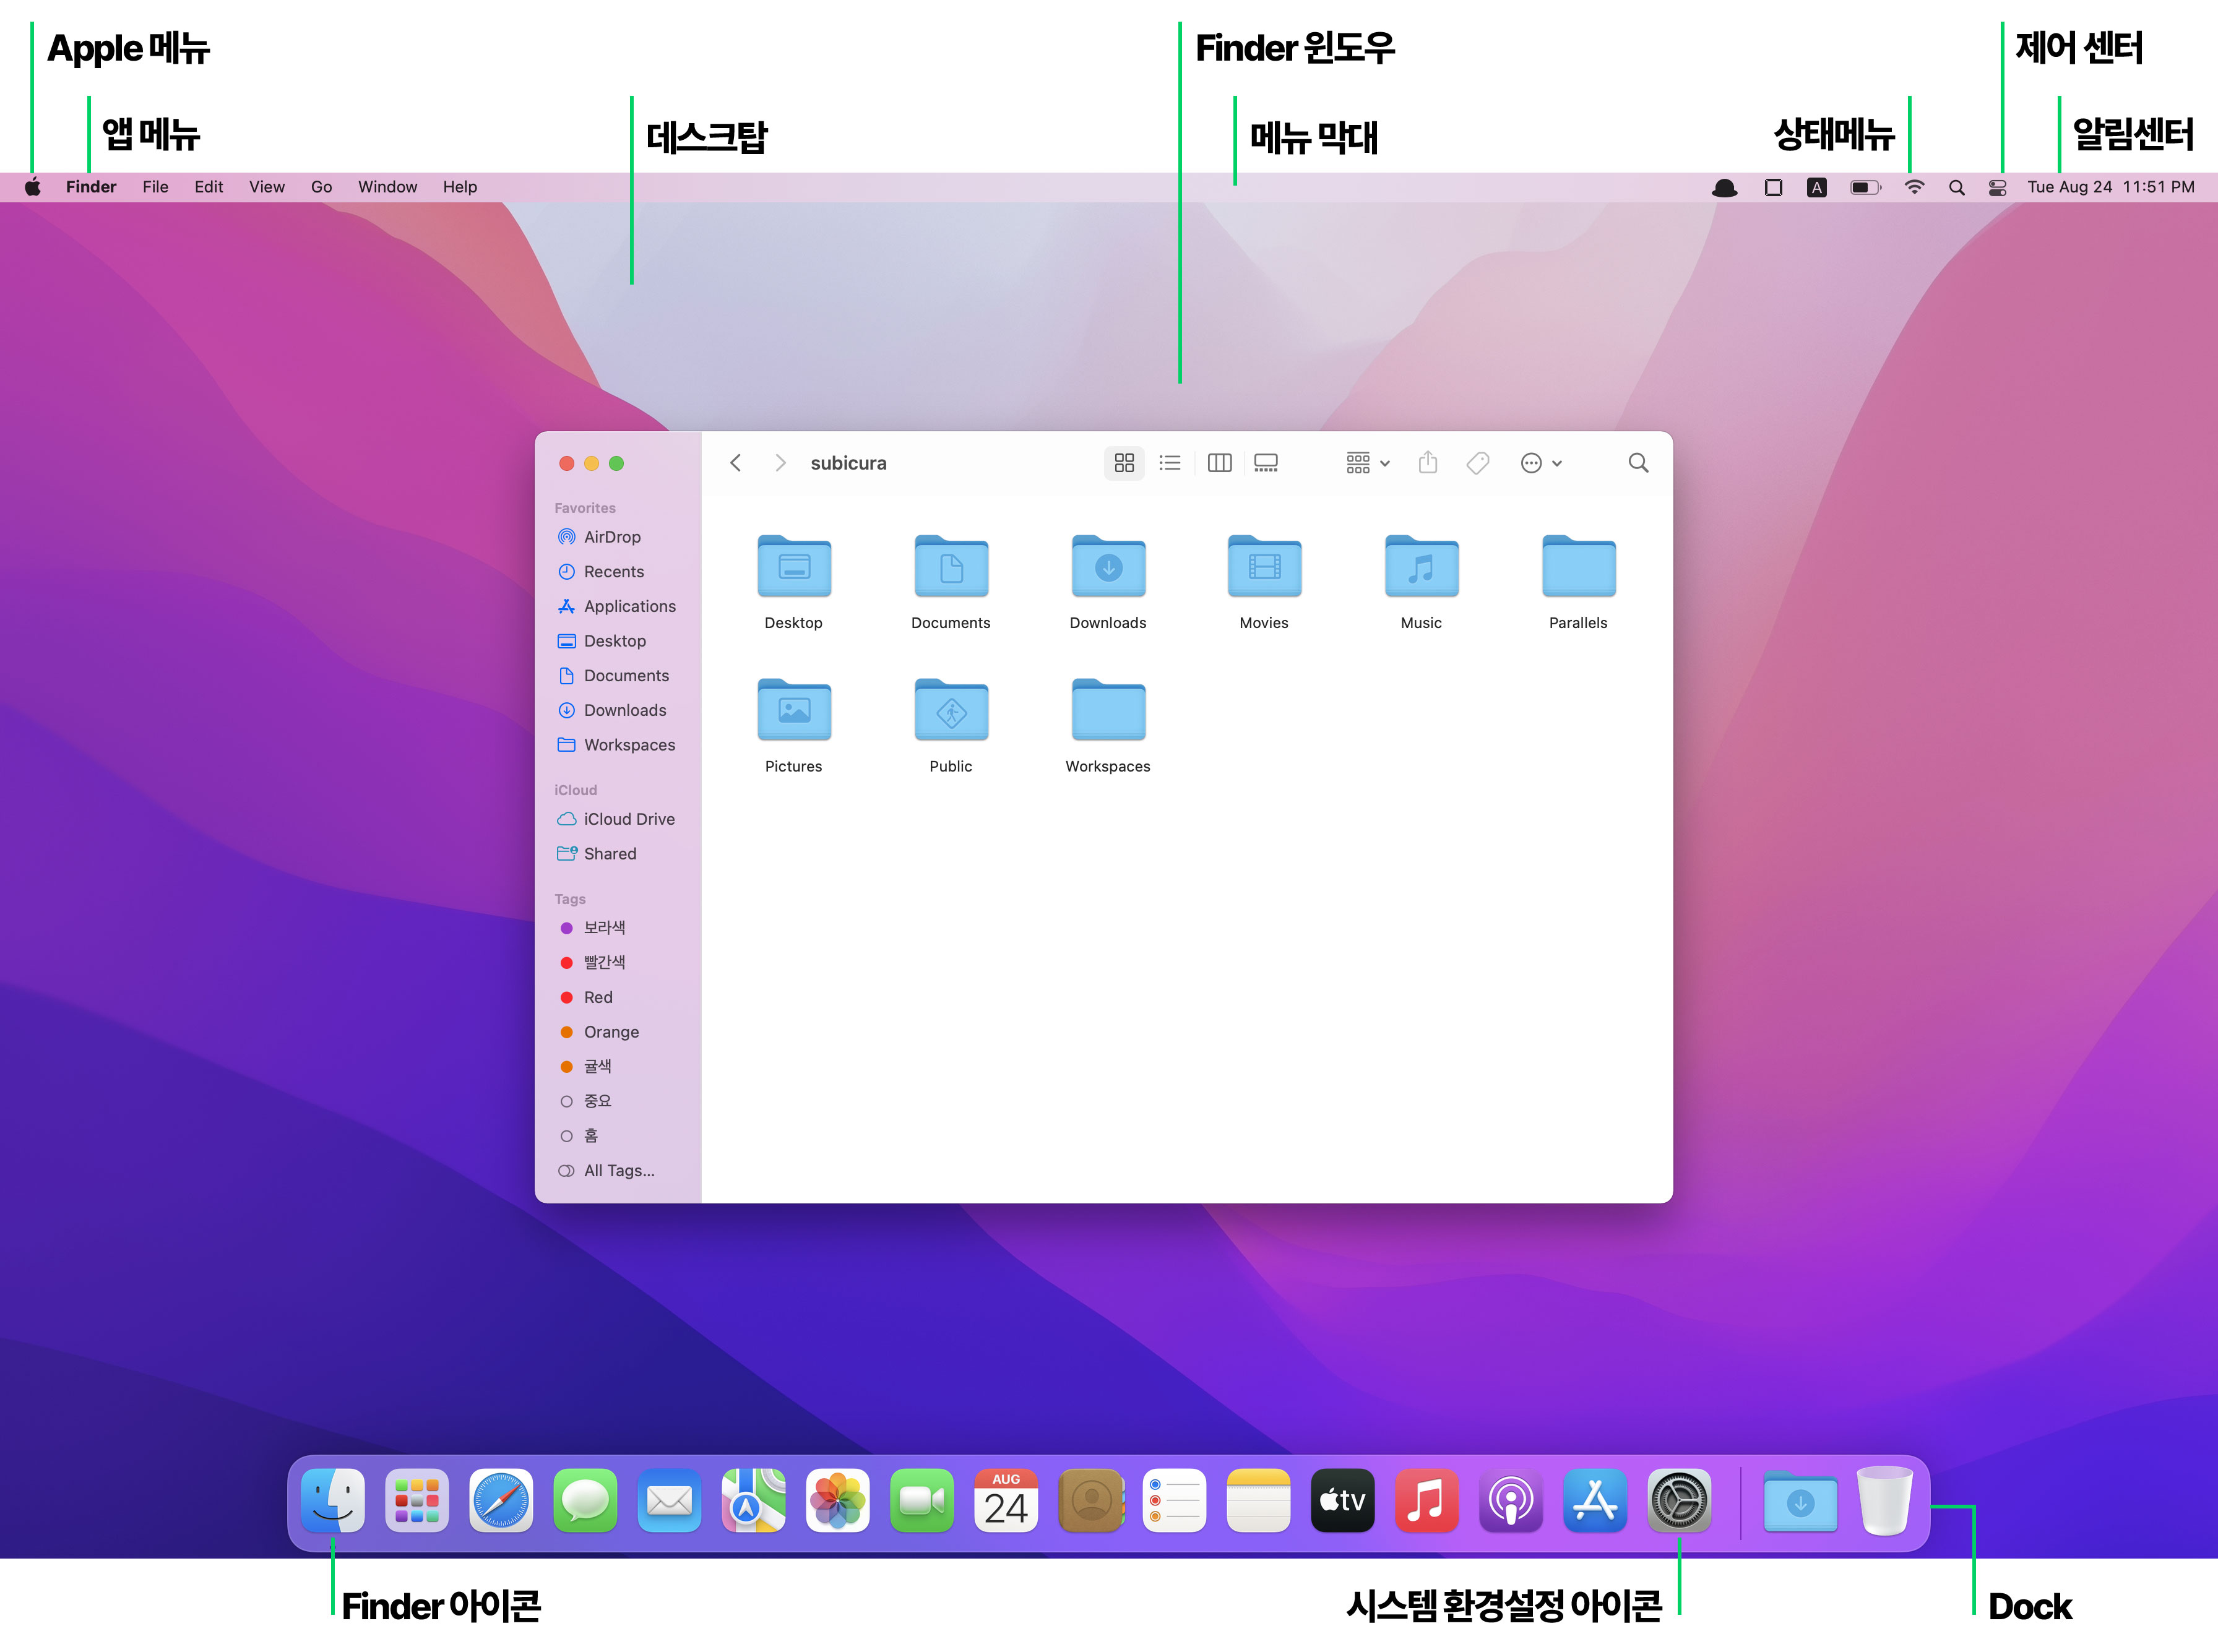 Apple 메뉴
Finder 윈도우
제어 센터
앱 메뉴
데스크탑
메뉴 막대
상태메뉴
알림센터
Finder File Edit View Go Window Help
A
Tue Aug 24 11:51 PM
subicura
Favorites
AirDrop
Recents
Applications
Desktop
Documents
Downloads
Workspaces
iCloud
iCloud Drive
Shared
Tags
보라색
빨간색
Red
Orange
귤색
중요
홈
All Tags...
Desktop
Documents
Downloads
Movies
Music
Parallels
Pictures
Public
Workspaces
AUG
24
tv
Finder 아이콘
시스템 환경설정 아이콘
Dock